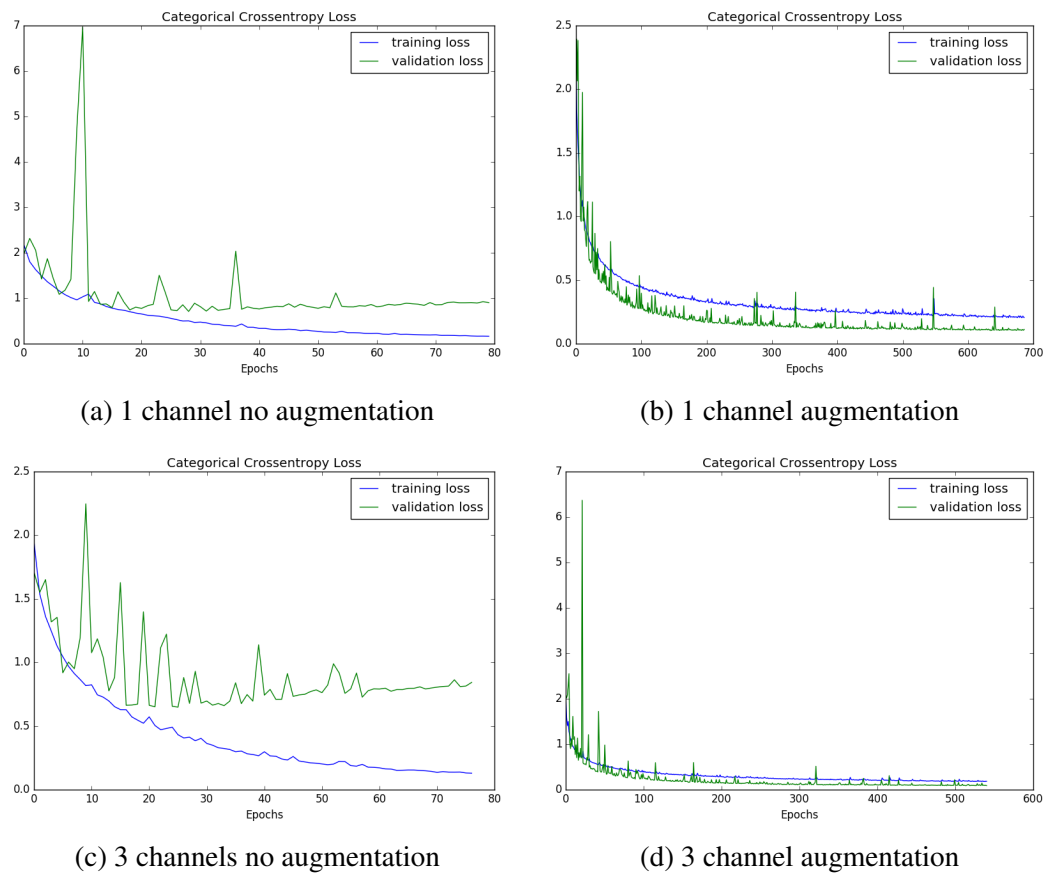 Categorical Crossentropy Loss
7
6
5
4
3
2
1
0
0 10 20 30 40 50 60 70 80
Epochs
training loss
validation loss
(a) 1 channel no augmentation
Categorical Crossentropy Loss
2.5
2.0
1.5
1.0
0.5
0.0
0 100 200 300 400 500 600 700
Epochs
training loss
validation loss
(b) 1 channel augmentation
Categorical Crossentropy Loss
2.5
2.0
1.5
1.0
0.5
0.0
0 10 20 30 40 50 60 70 80
Epochs
training loss
validation loss
(c) 3 channels no augmentation
Categorical Crossentropy Loss
7
6
5
4
3
2
1
0
0 100 200 300 400 500 600
Epochs
training loss
validation loss
(d) 3 channel augmentation